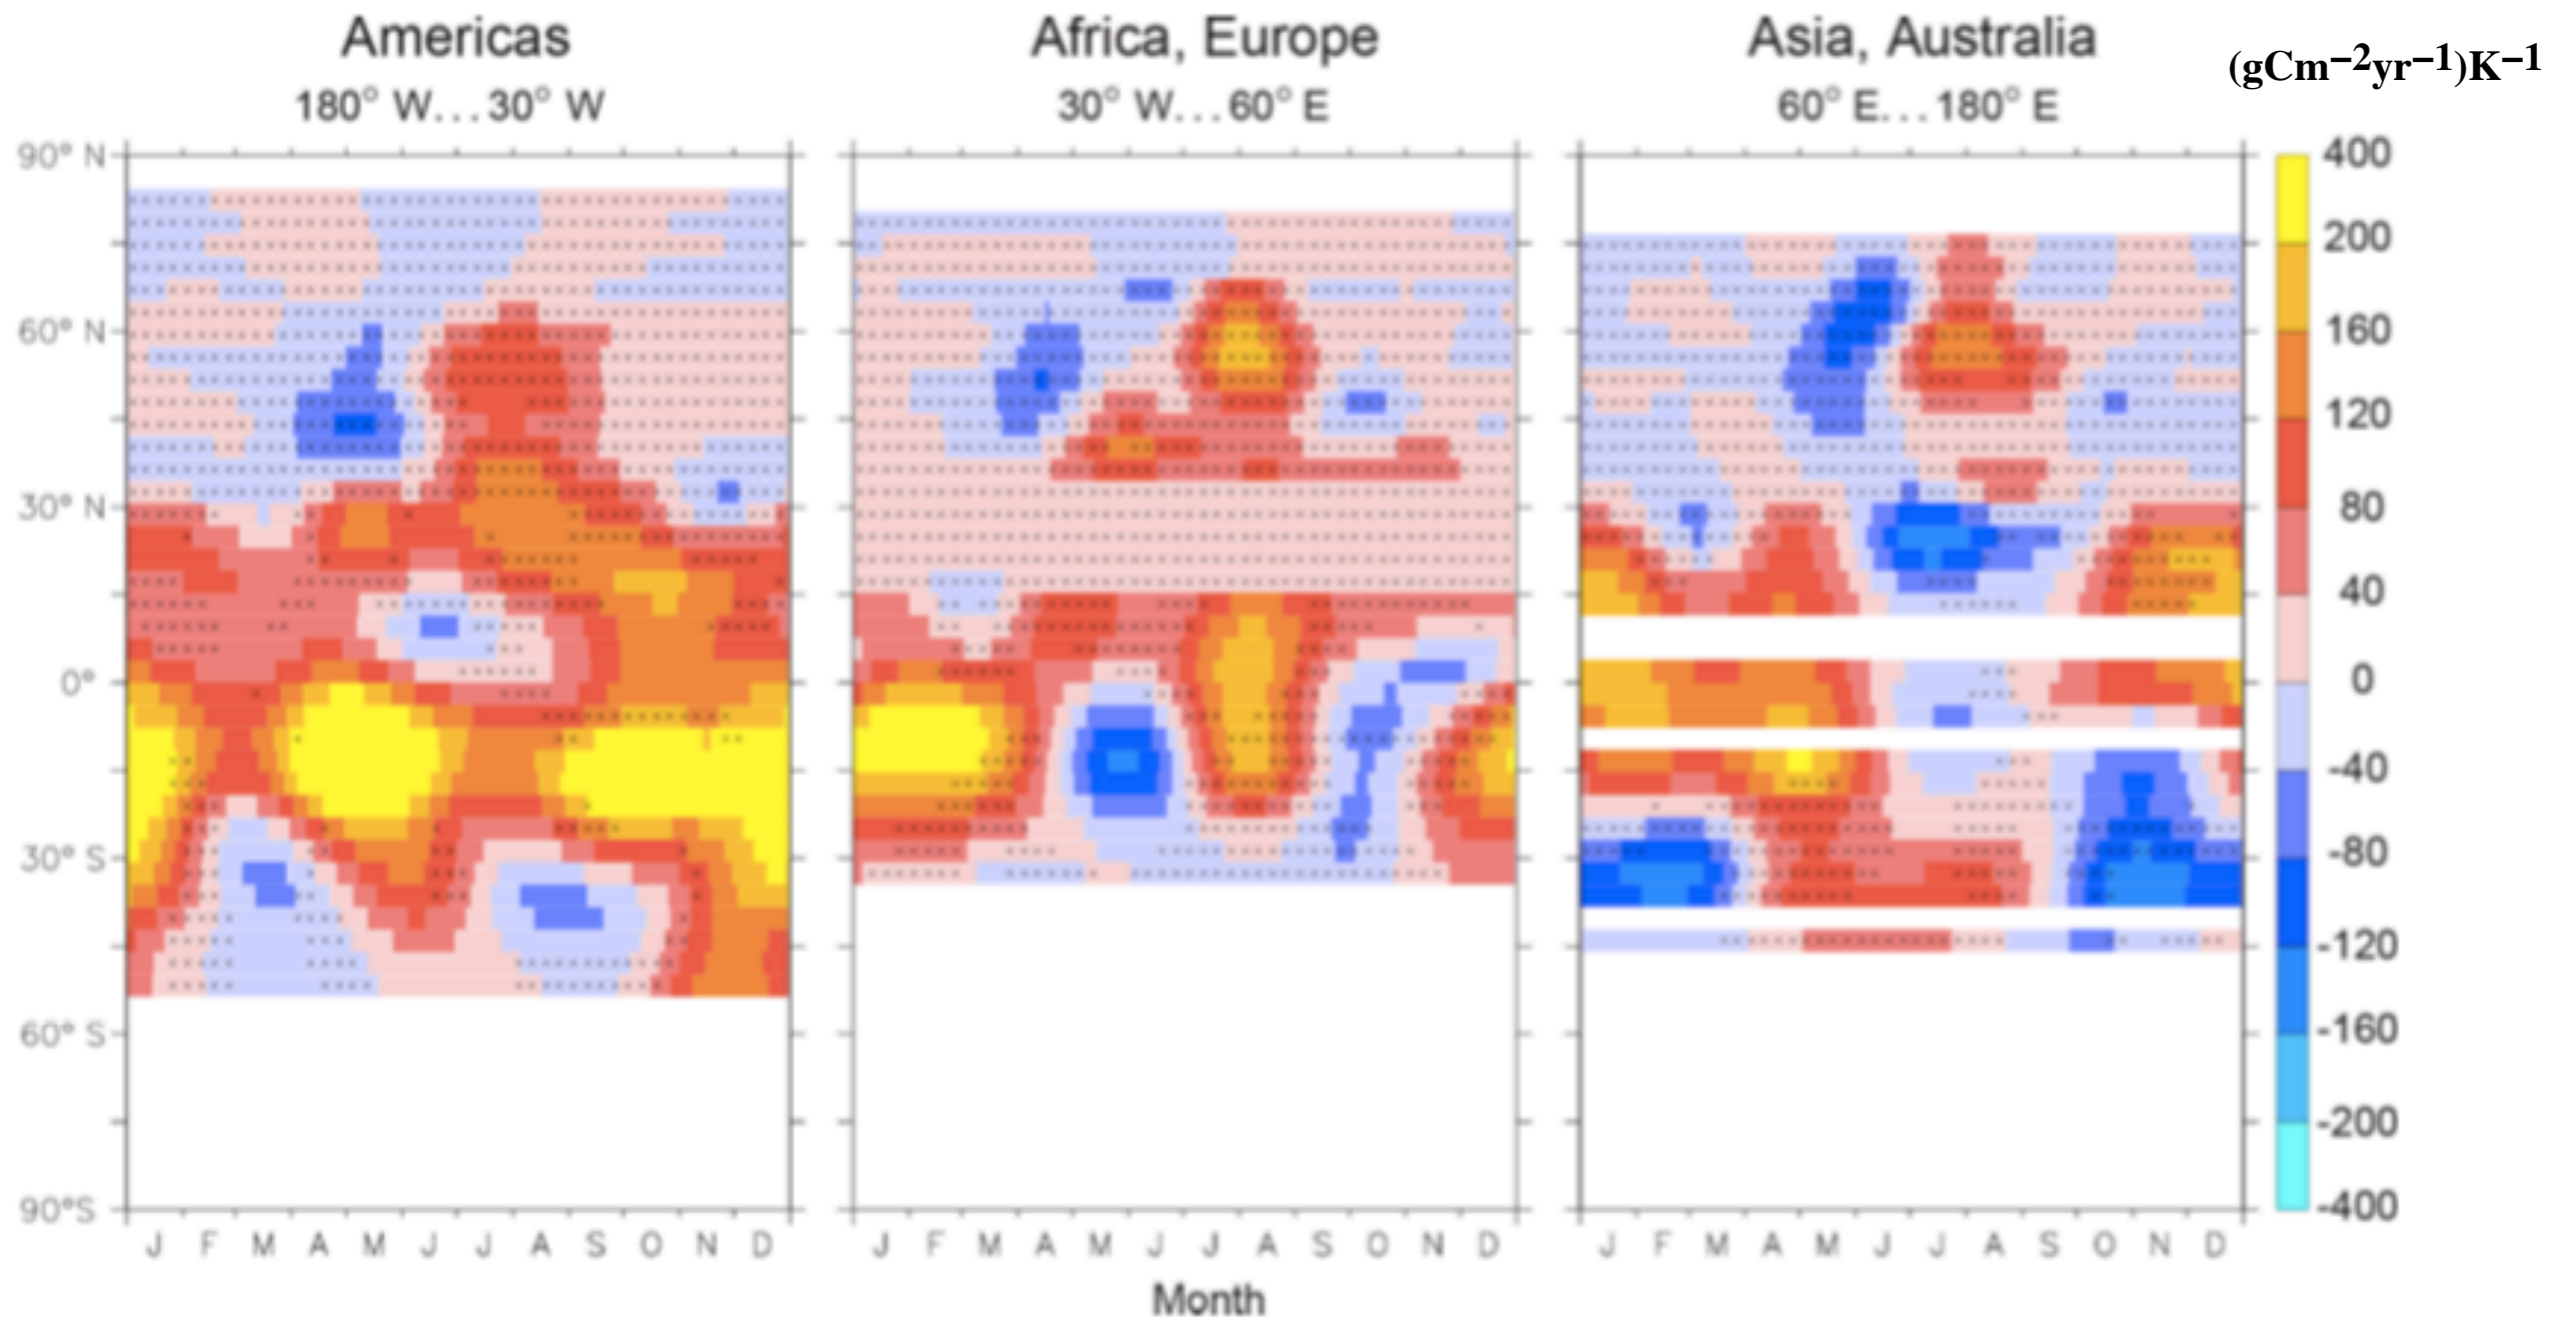 Americas
180° W...30° W
Africa, Europe
30° W...60° E
Asia, Australia
60° E...180° E
(gCm−2yr−1)K−1
90° N
60° N
30° N
0°
30° S
60° S
90°S
J F M A M J J A S O N D
J F M A M J J A S O N D
J F M A M J J A S O N D
Month
400
200
160
120
80
40
0
-40
-80
-120
-160
-200
-400